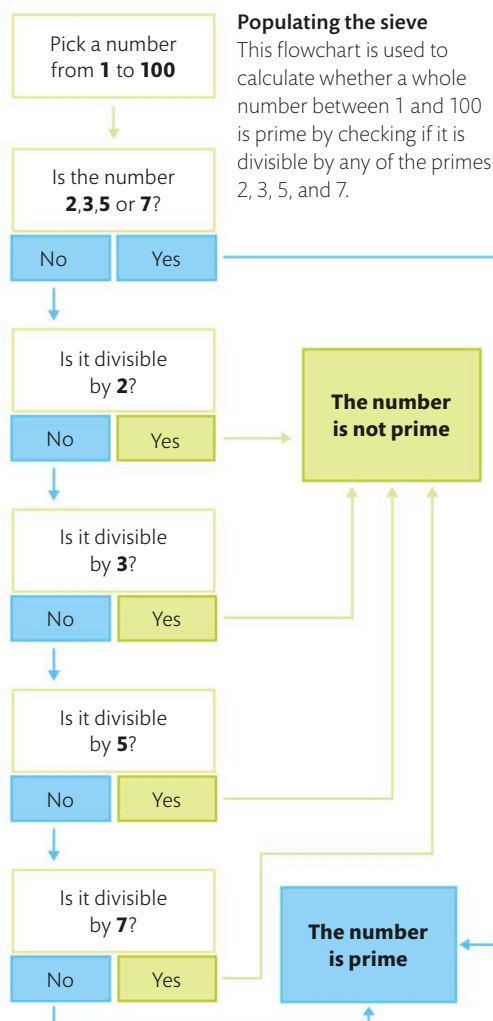 Pick a number
from 1 to 100
Populating the sieve
This flowchart is used to
calculate whether a whole
number between 1 and 100
is prime by checking if it is
divisible by any of the primes
2, 3, 5, and 7.
Is the number
2,3,5 or 7?
No
Yes
Is it divisible
by 2?
No
Yes
The number
is not prime
Is it divisible
by 3?
No
Yes
Is it divisible
by 5?
No
Yes
Is it divisible
by 7?
No
Yes
The number
is prime